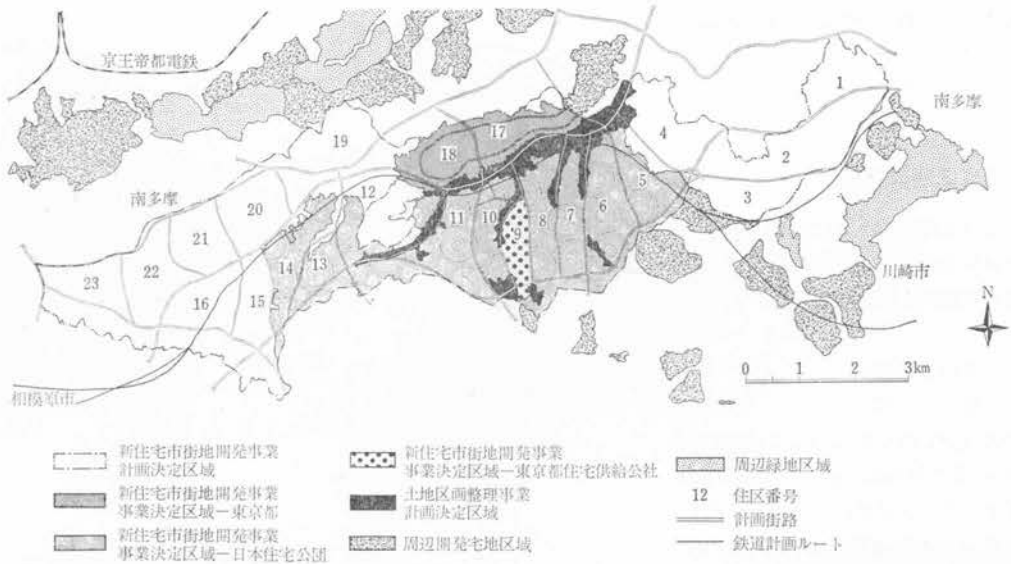 京王帝都電鉄
1
南多摩
17
4
19
18
2
12
5
3
南多摩
20
11
10
8
7
6
9
21
川崎市
14
13
23
22
16
15
N
0 1 2 3km
相模原市
新住宅市街地開発事業
計画決定区域
新住宅市街地開発事業
事業決定区域－東京都
新住宅市街地開発事業
事業決定区域－日本住宅公団
新住宅市街地開発事業
事業決定区域－東京都住宅供給公社
土地区画整理事業
計画決定区域
周辺開発宅地区域
周辺緑地区域
12 住区番号
計画街路
鉄道計画ルート